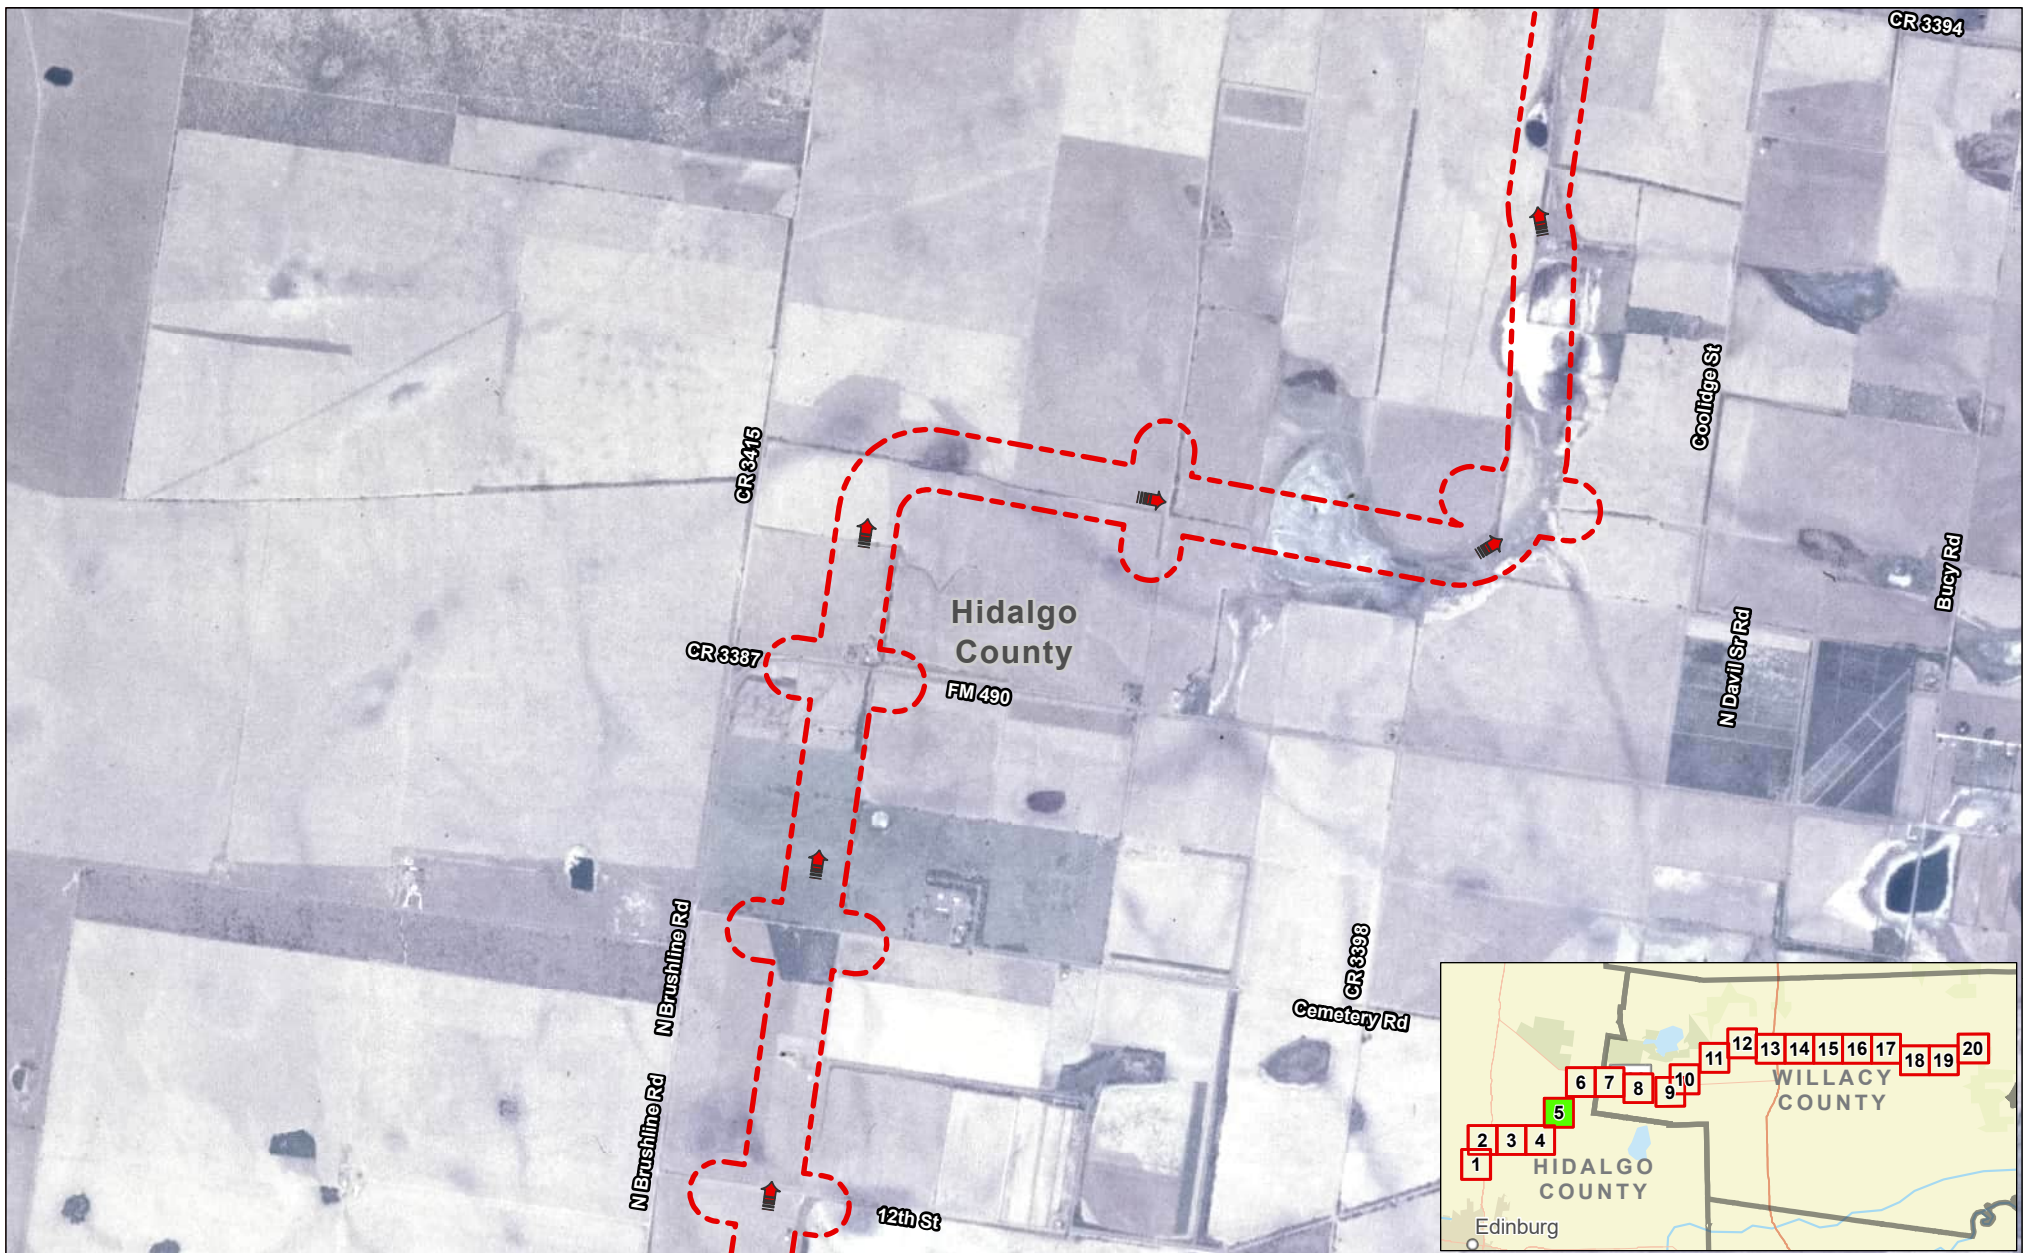 CR 3394
Coolidge St
CR 3415
Bucy Rd
Hidalgo
County
CR 3387
FM 490
N Davil Sr Rd
N Brushline Rd
CR 3398
Cemetery Rd
N Brushline Rd
12th St
1
2
3
4
5
6
7
8
9
10
11
12
13
14
15
16
17
18
19
20
WILLACY
COUNTY
HIDALGO
COUNTY
Edinburg